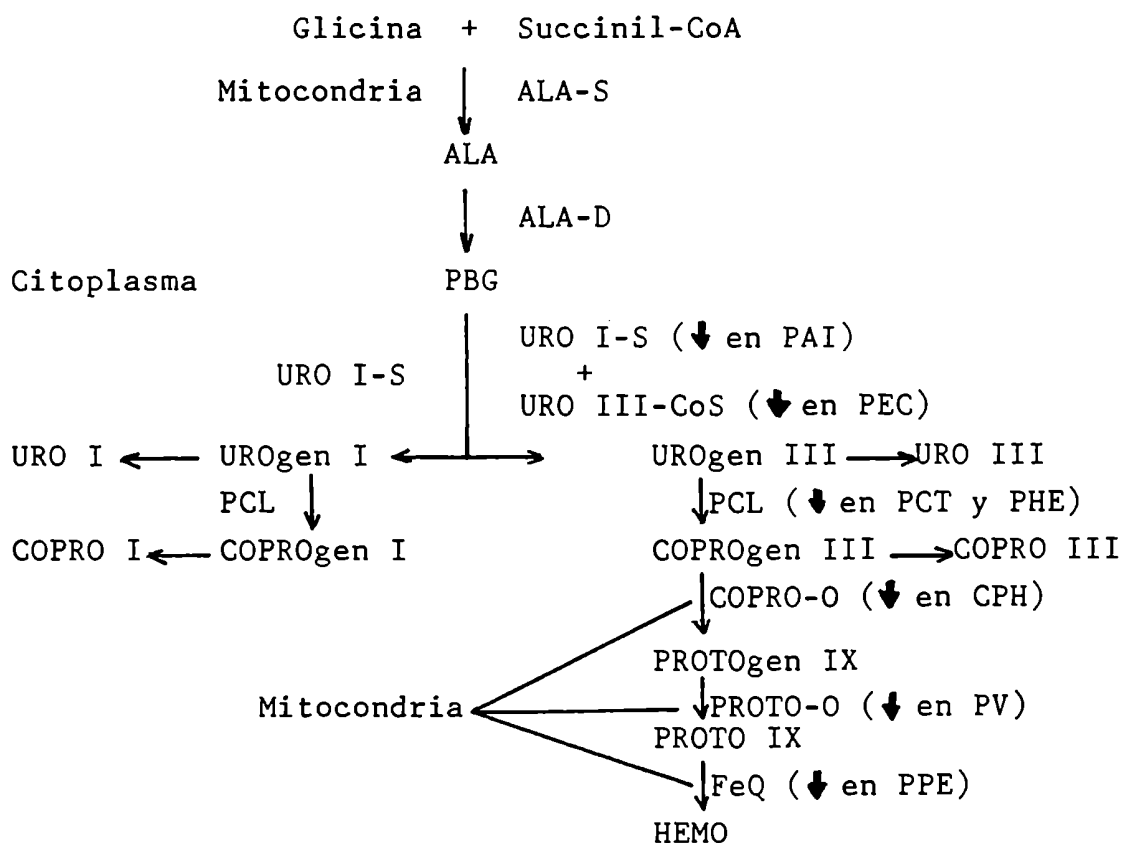 Glicina + Succinil-CoA
Mitocondria ALA-S
ALA
ALA-D
Citoplasma PBG
URO I-S (↓ en PAI)
URO I-S +
URO III-CoS (↓ en PEC)
URO I UROgen I UROgen III URO III
PCL PCL (↓ en PCT y PHE)
COPRO I COPROgen I COPROgen III COPRO III
COPRO-O (↓ en CPH)
PROTOgen IX
Mitocondria PROTO-O (↓ en PV)
PROTO IX
FeQ (↓ en PPE)
HEMO